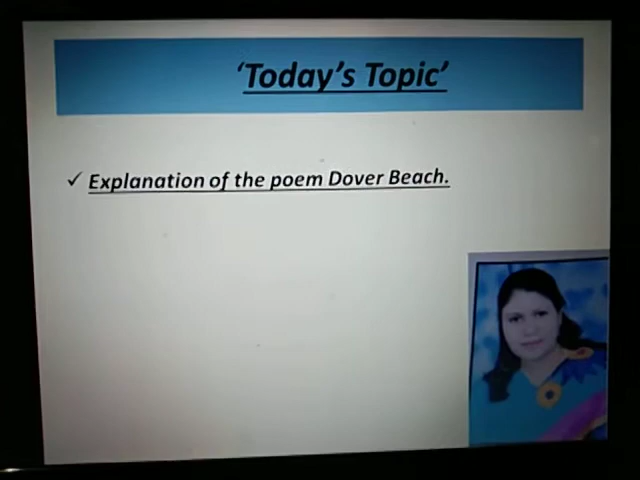 ‘Today’s Topic’
✓ Explanation of the poem Dover Beach.